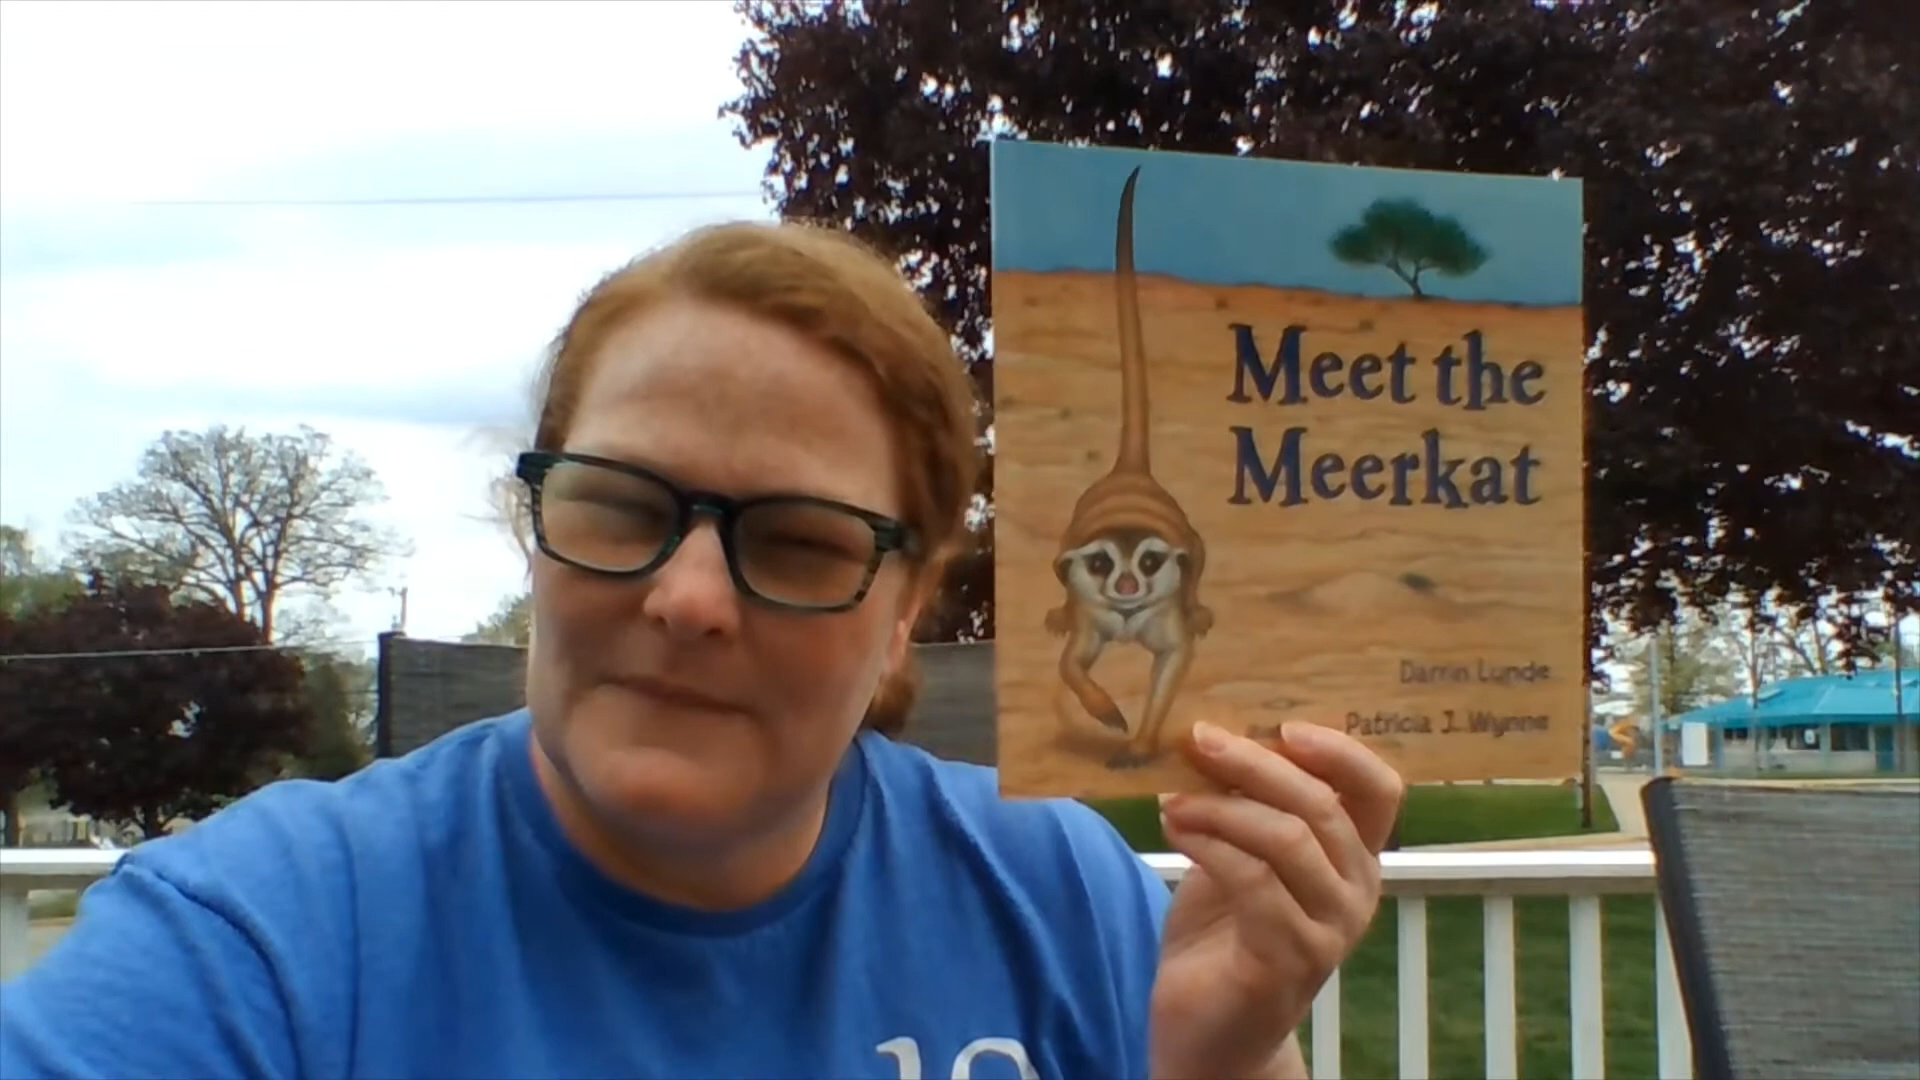 Meet the
Meerkat
Darrin Lunde
Patricia J. Wynne